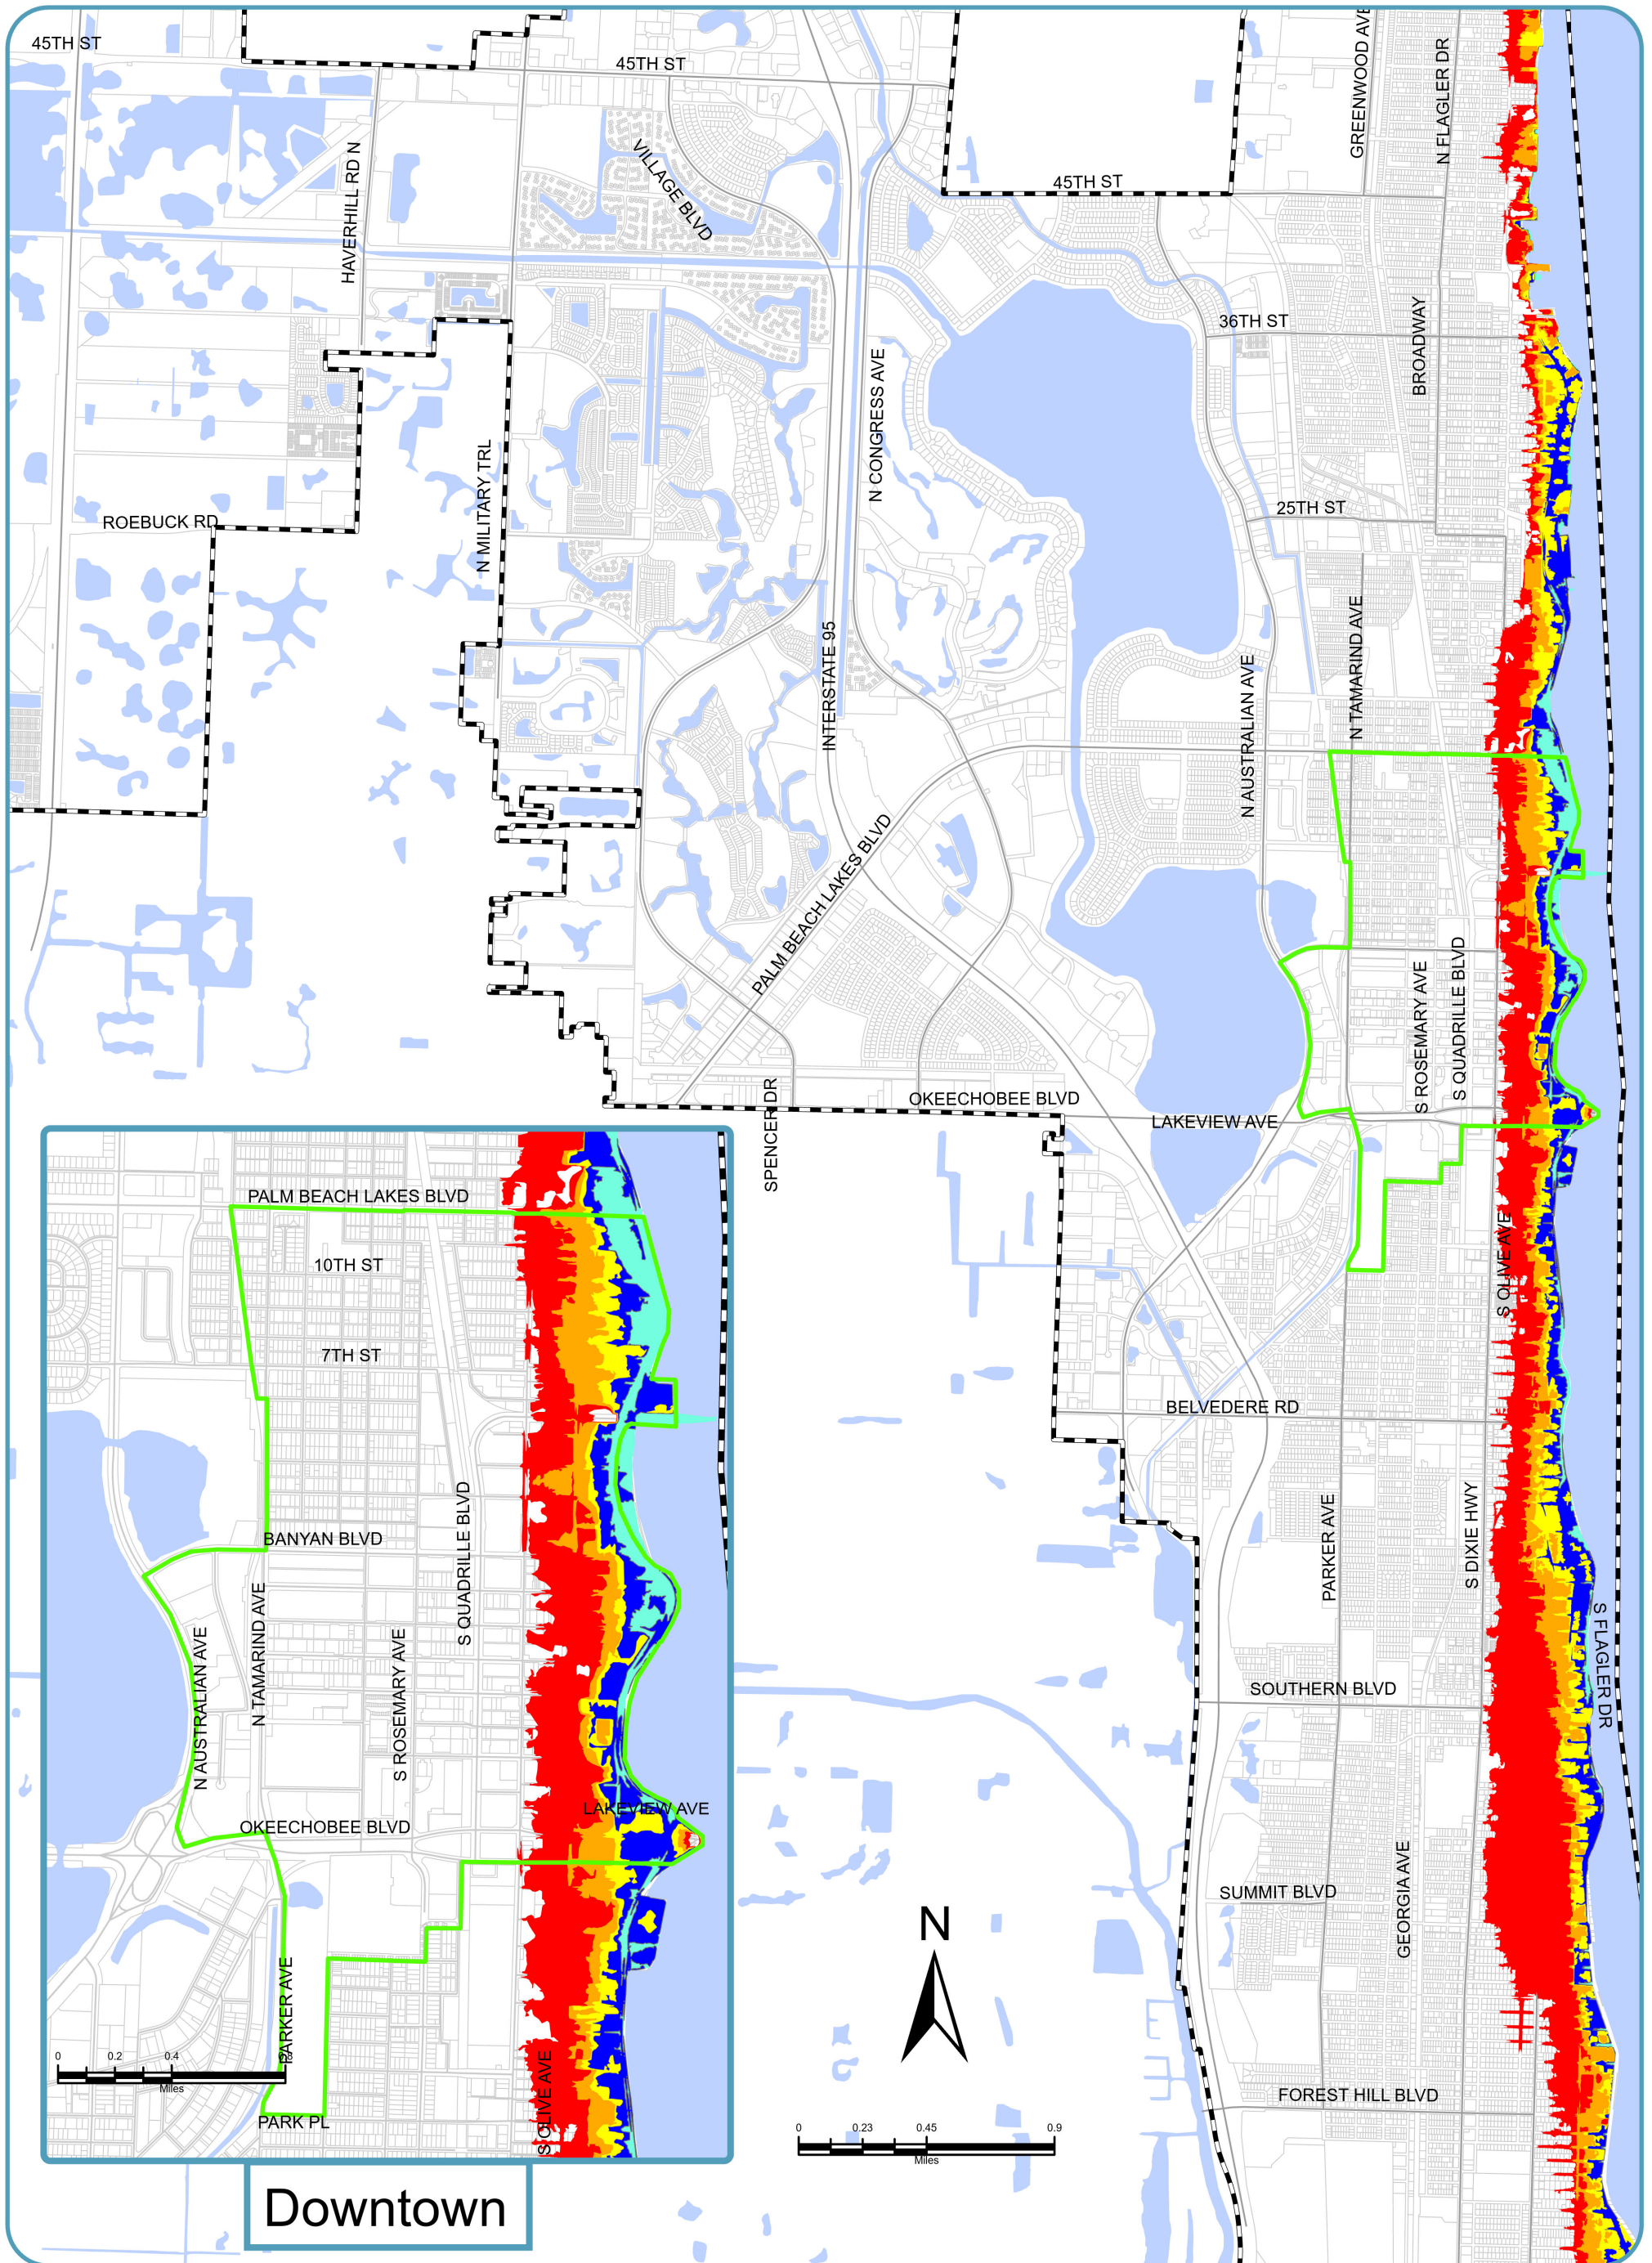 45TH ST
45TH ST
GREENWOOD AVE
N FLAGLER DR
HAVERHILL RD N
VILLAGE BLVD
45TH ST
36TH ST
BROADWAY
N CONGRESS AVE
N MILITARY TRL
ROEBUCK RD
25TH ST
INTERSTATE 95
N TAMARIND AVE
N AUSTRALIAN AVE
PALM BEACH LAKES BLVD
S ROSEMARY AVE
S QUADRILLE BLVD
SPENCER DR
OKEECHOBEE BLVD
LAKEVIEW AVE
S OLIVE AVE
BELVEDERE RD
PARKER AVE
S DIXIE HWY
S FLAGLER DR
SOUTHERN BLVD
SUMMIT BLVD
GEORGIA AVE
FOREST HILL BLVD
N
0 0.23 0.45 0.9
Miles
PALM BEACH LAKES BLVD
10TH ST
7TH ST
S QUADRILLE BLVD
BANYAN BLVD
N TAMARIND AVE
N AUSTRALIAN AVE
S ROSEMARY AVE
LAKEVIEW AVE
OKEECHOBEE BLVD
PARKER AVE
0 0.2 0.4 0.8
Miles
S OLIVE AVE
PARK PL
Downtown